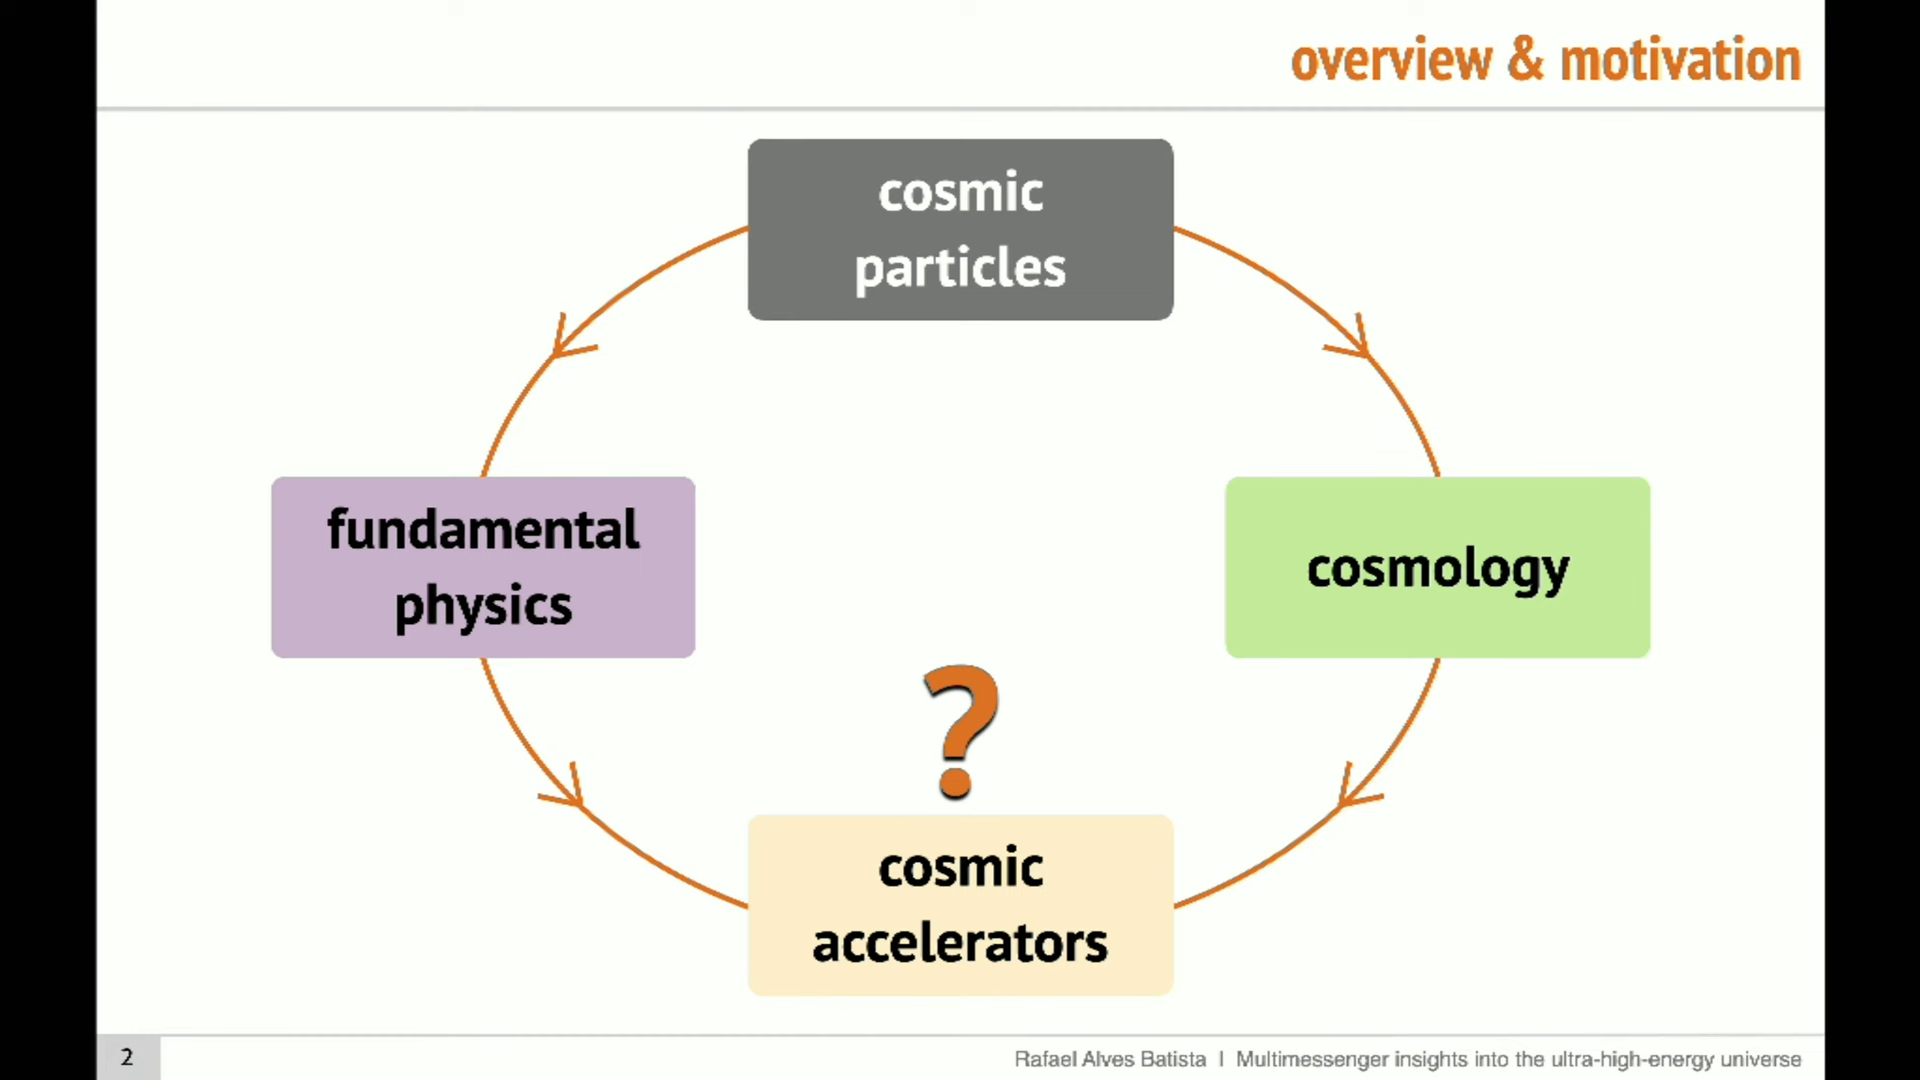 overview & motivation
cosmic
particles
fundamental
physics
cosmology
?
cosmic
accelerators
2
Rafael Alves Batista | Multimessenger insights into the ultra-high-energy universe